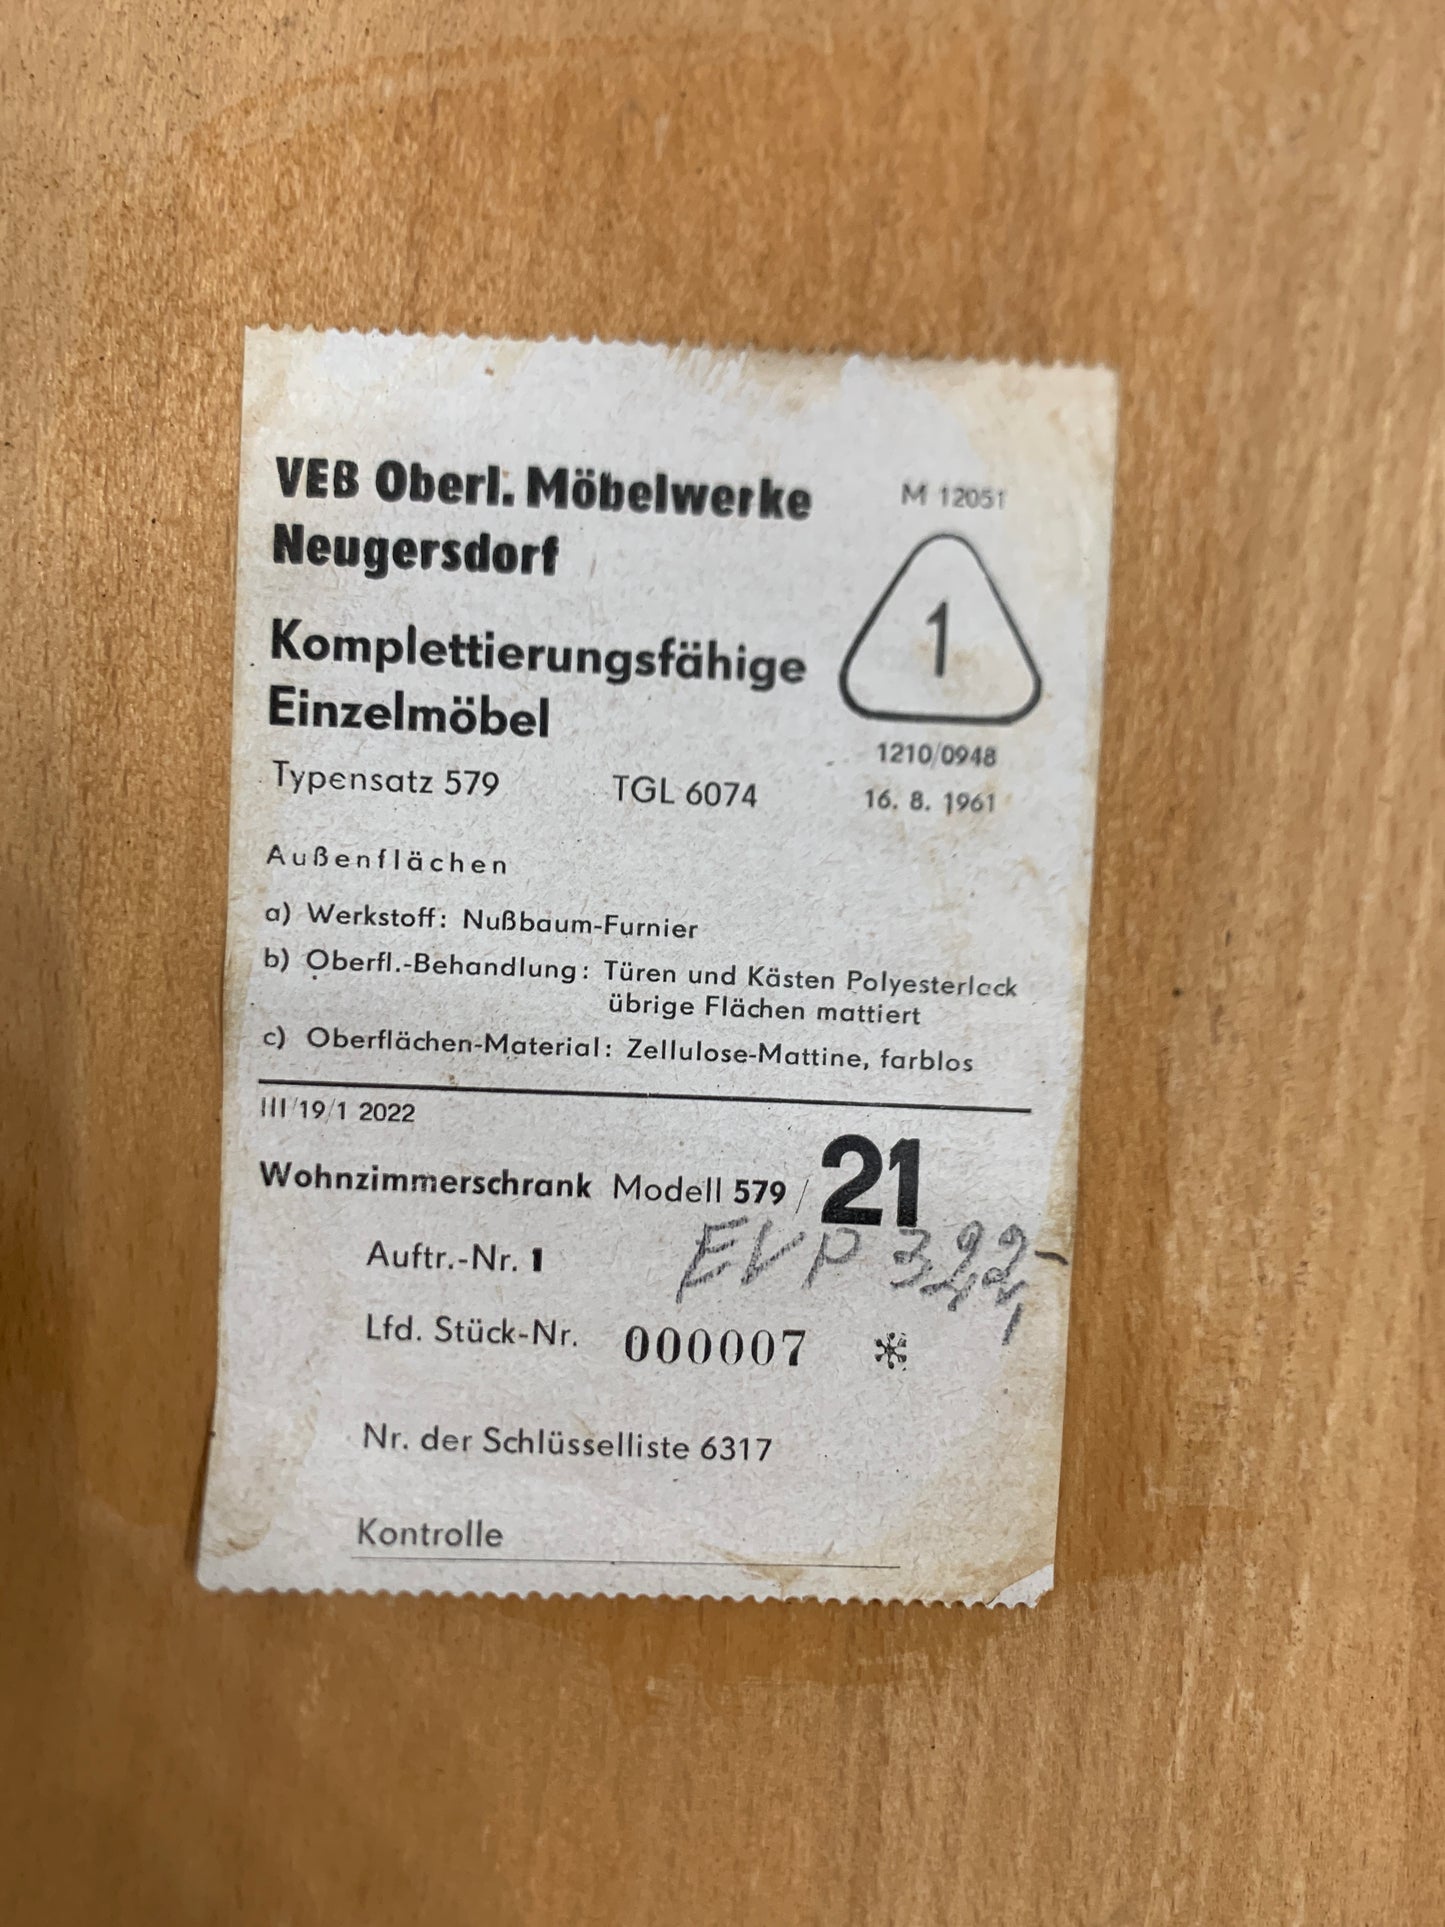 VEB Oberl. Möbelwerke
Neugersdorf
M 12051
1
1210/0948
16. 8. 1961
Komplettierungsfähige
Einzelmöbel
Typensatz 579 TGL 6074
Außenflächen
a) Werkstoff: Nußbaum-Furnier
b) Oberfl.-Behandlung: Türen und Kästen Polyesterlack
übrige Flächen mattiert
c) Oberflächen-Material: Zellulose-Mattine, farblos
III/19/1 2022
Wohnzimmerschrank Modell 579 / 21
EVP 322,-
Auftr.-Nr. 1
Lfd. Stück-Nr. 000007 *
Nr. der Schlüsselliste 6317
Kontrolle